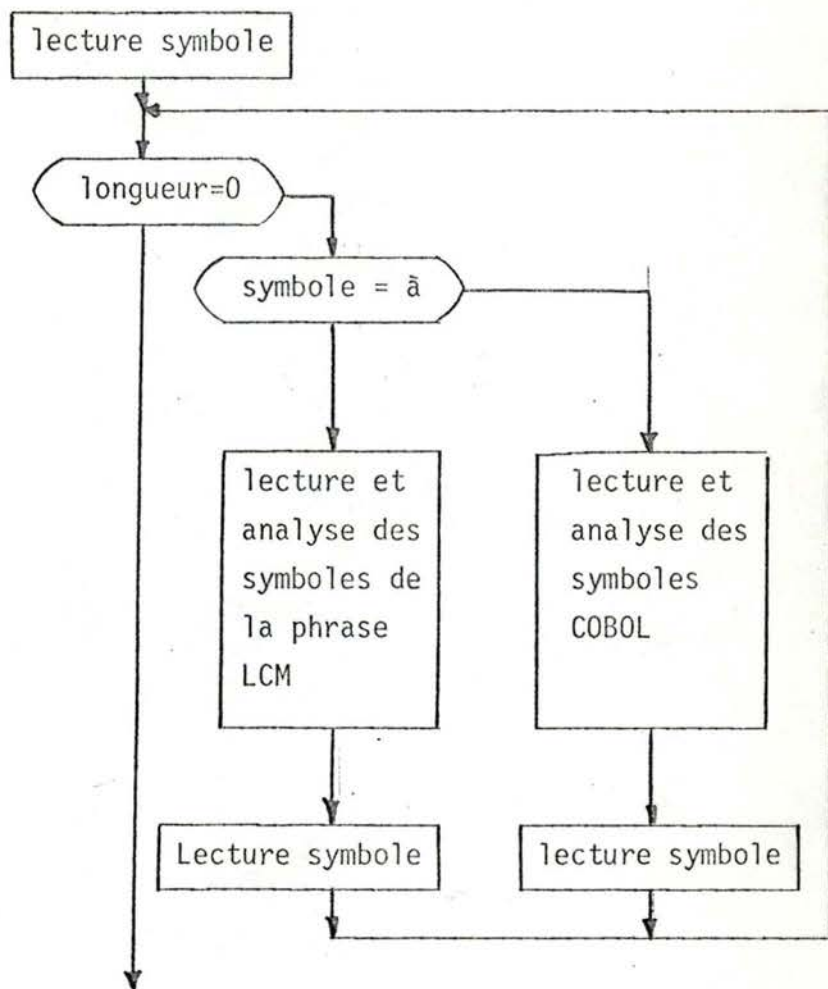 lecture symbole
longueur=0
symbole = à
lecture et
analyse des
symboles de
la phrase
LCM
lecture et
analyse des
symboles
COBOL
Lecture symbole
lecture symbole